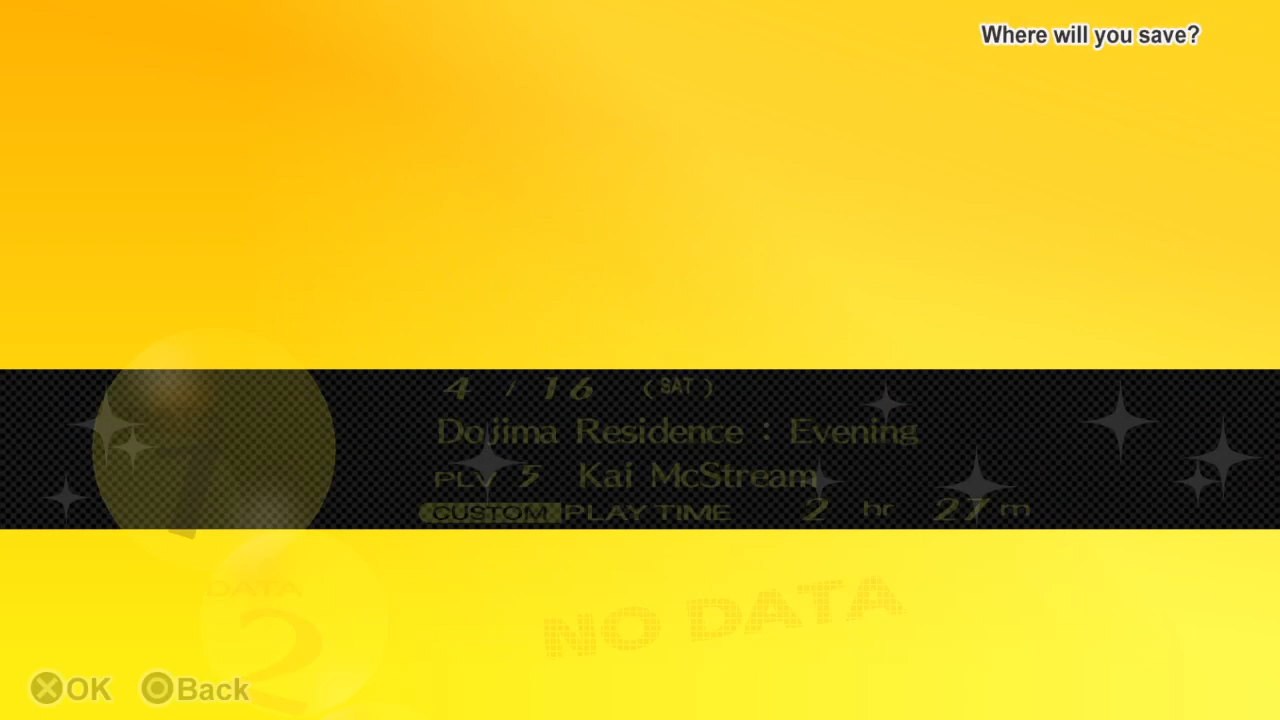 Where will you save?
1
4 / 16 (SAT)
Dojima Residence : Evening
PLV 5 Kai McStream
CUSTOM PLAY TIME 2 hr 27 m
DATA
2
NO DATA
OK Back